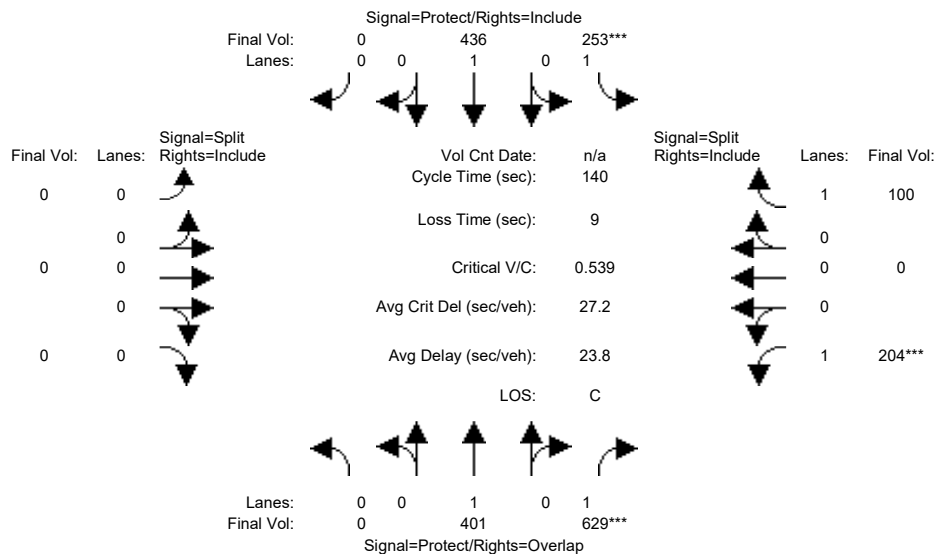 Signal=Protect/Rights=Include
Final Vol: 0 436 253***
Lanes: 0 0 1 0 1
Signal=Split
Final Vol: Lanes: Rights=Include
Vol Cnt Date: n/a
Signal=Split
Rights=Include Lanes: Final Vol:
Cycle Time (sec): 140
0 0
1 100
Loss Time (sec): 9
0
0
0 0
Critical V/C: 0.539
0 0
0
Avg Crit Del (sec/veh): 27.2
0
0 0
Avg Delay (sec/veh): 23.8
1 204***
LOS: C
Lanes: 0 0 1 0 1
Final Vol: 0 401 629***
Signal=Protect/Rights=Overlap